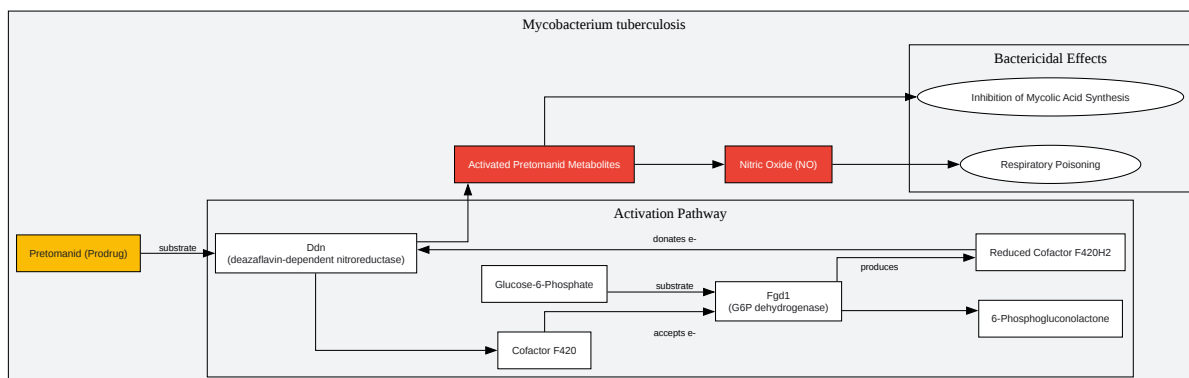 Mycobacterium tuberculosis
Bactericidal Effects
Inhibition of Mycolic Acid Synthesis
Activated Pretomanid Metabolites
Nitric Oxide (NO)
Respiratory Poisoning
Activation Pathway
Pretomanid (Prodrug)
substrate
Ddn
(deazaflavin-dependent nitroreductase)
donates e-
Reduced Cofactor F420H2
produces
Glucose-6-Phosphate
substrate
Fgd1
(G6P dehydrogenase)
6-Phosphogluconolactone
accepts e-
Cofactor F420